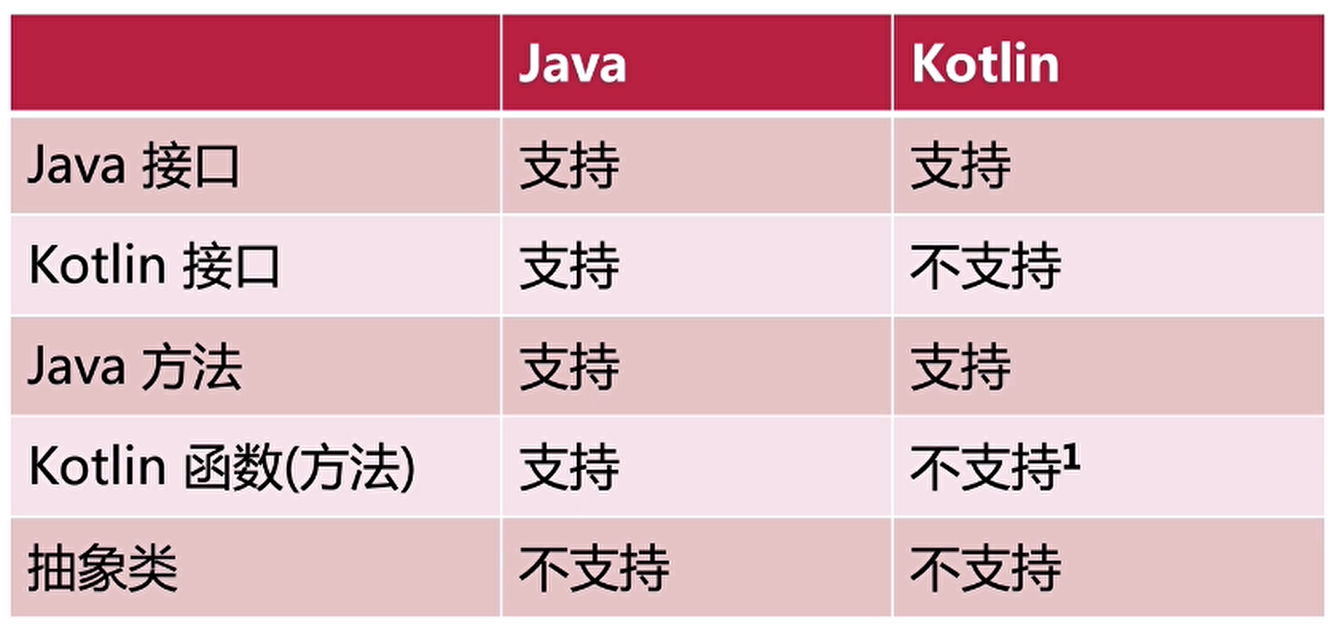 Java Kotlin
Java 接口 支持 支持
Kotlin 接口 支持 不支持
Java 方法 支持 支持
Kotlin 函数(方法) 支持 不支持¹
抽象类 不支持 不支持